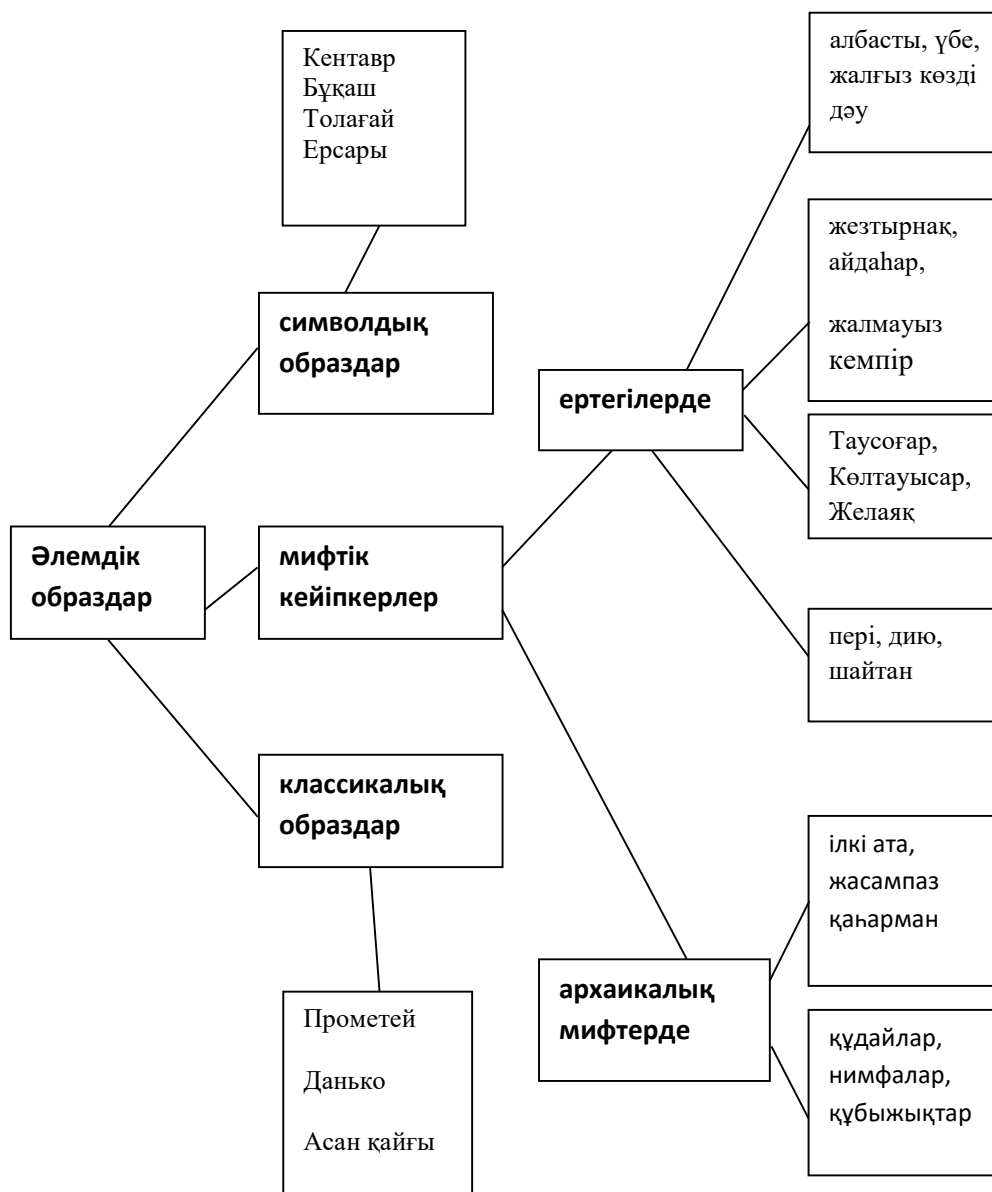 Кентавр
Бұқаш
Толағай
Ерсары
албасты, үбе,
жалғыз көзді
дәу
жезтырнақ,
айдаһар,
жалмауыз
кемпір
символдық
образдар
ертегілерде
Таусоғар,
Көлтауысар,
Желаяқ
Әлемдік
образдар
мифтік
кейіпкерлер
пері, дию,
шайтан
классикалық
образдар
ілкі ата,
жасампаз
қаһарман
архаикалық
мифтерде
Прометей
Данько
Асан қайғы
құдайлар,
нимфалар,
құбыжықтар